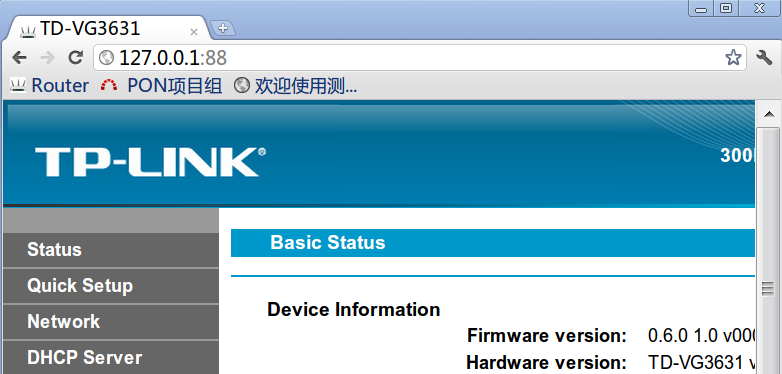 TD-VG3631
127.0.0.1:88
Router PON项目组 欢迎使用测...
TP-LINK
300
Status
Quick Setup
Network
DHCP Server
Basic Status
Device Information
Firmware version: 0.6.0 1.0 v000
Hardware version: TD-VG3631 v